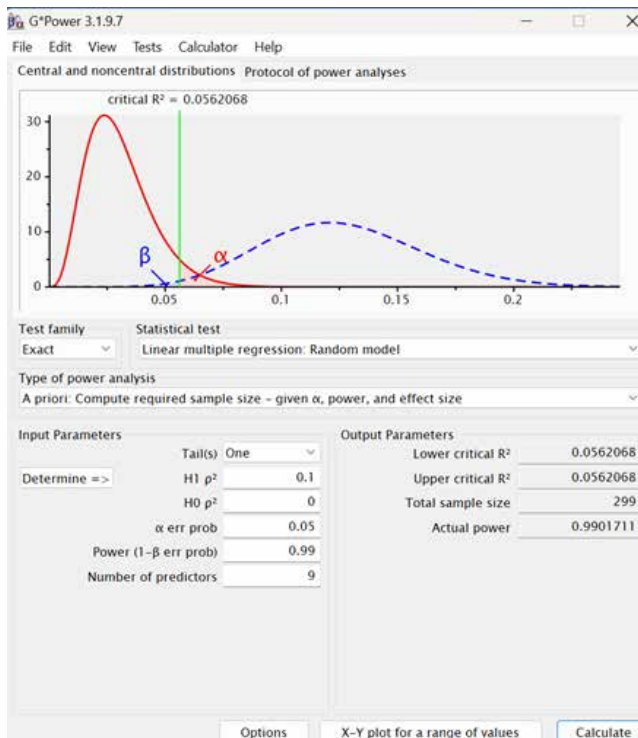 G*Power 3.1.9.7
File Edit View Tests Calculator Help
Central and noncentral distributions Protocol of power analyses
critical R² = 0.0562068
30
20
10
0
β
α
0.05 0.1 0.15 0.2
Test family Statistical test
Exact Linear multiple regression: Random model
Type of power analysis
A priori: Compute required sample size – given α, power, and effect size
Input Parameters Output Parameters
Tail(s) One Lower critical R² 0.0562068
Determine => H1 ρ² 0.1 Upper critical R² 0.0562068
H0 ρ² 0 Total sample size 299
α err prob 0.05 Actual power 0.9901711
Power (1-β err prob) 0.99
Number of predictors 9
Options X-Y plot for a range of values Calculate